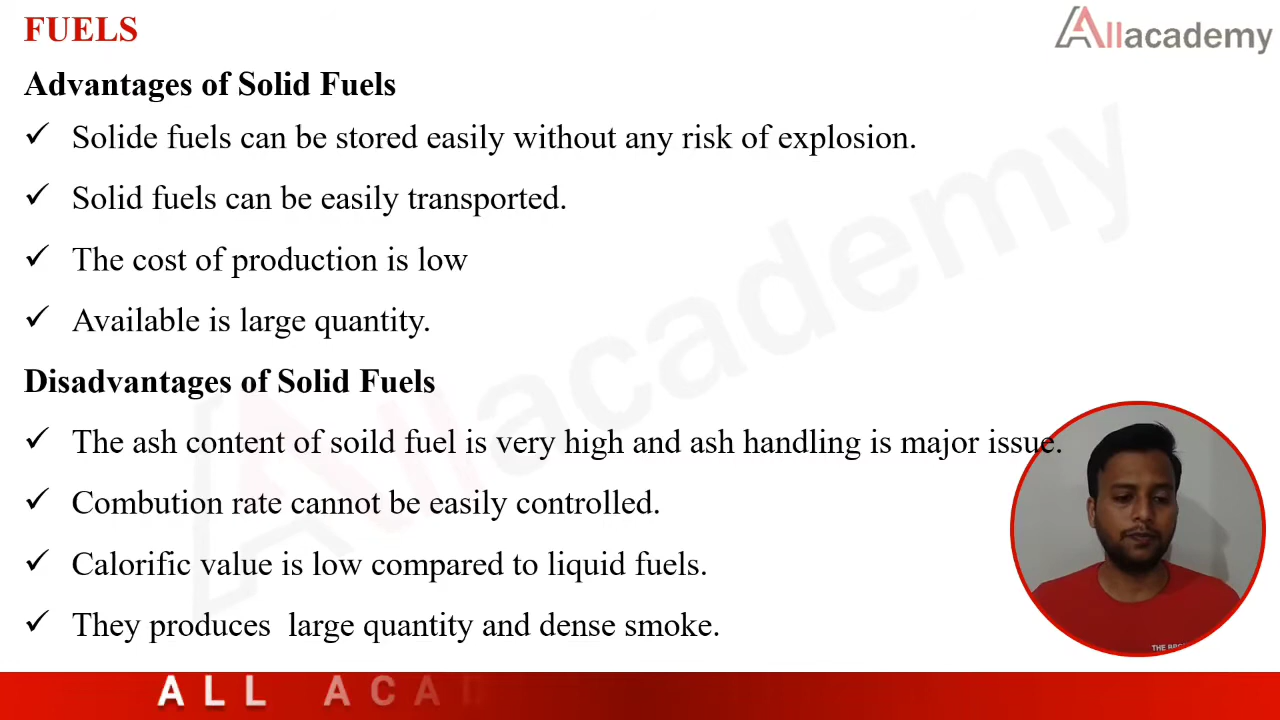 FUELS
Allacademy
Advantages of Solid Fuels
✓ Solide fuels can be stored easily without any risk of explosion.
✓ Solid fuels can be easily transported.
✓ The cost of production is low
✓ Available is large quantity.
Disadvantages of Solid Fuels
✓ The ash content of soild fuel is very high and ash handling is major issue.
✓ Combution rate cannot be easily controlled.
✓ Calorific value is low compared to liquid fuels.
✓ They produces large quantity and dense smoke.
Allacademy
THE
ALL ACAD